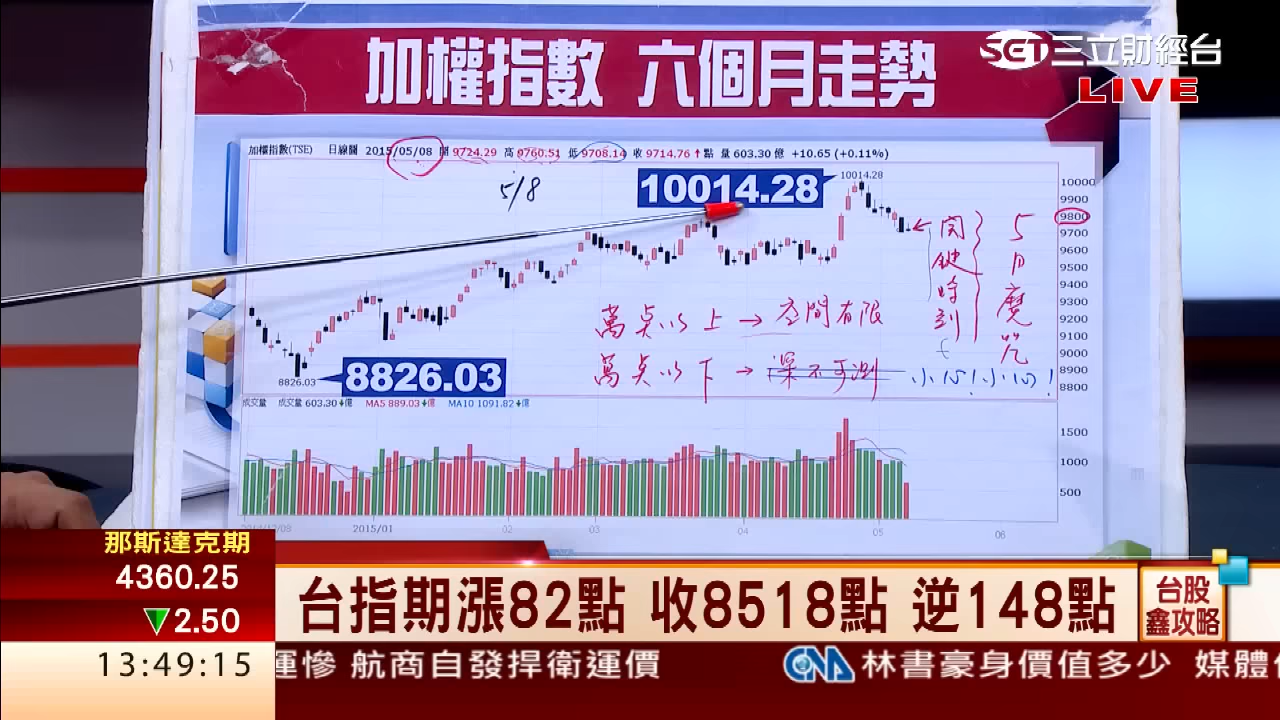 加權指數 六個月走勢
SET三立財經台
LIVE
加權指數(TSE) 日線圖 2015/05/08 開 9724.29 高 9760.51 低 9708.14 收 9714.76 ↑ 點 量 603.30 億 +10.65 (+0.11%)
5/8
10014.28
10014.28
10000
9900
9800
9700
9600
9500
9400
9300
9200
9100
9000
8900
8800
關鍵時刻
5月魔咒
萬點以上 → 空間有限
萬點以下 → 深不可測
小心!小心!
8826.03
8826.03
成交量 成交量 603.30↓億 MA5 889.03↓億 MA10 1091.82↓億
1500
1000
500
2015/01 02 03 04 05 06
那斯達克期
4360.25
▼2.50
13:49:15
台指期漲82點 收8518點 逆148點
台股
鑫攻略
運慘 航商自發捍衛運價 CNA 林書豪身價值多少 媒體